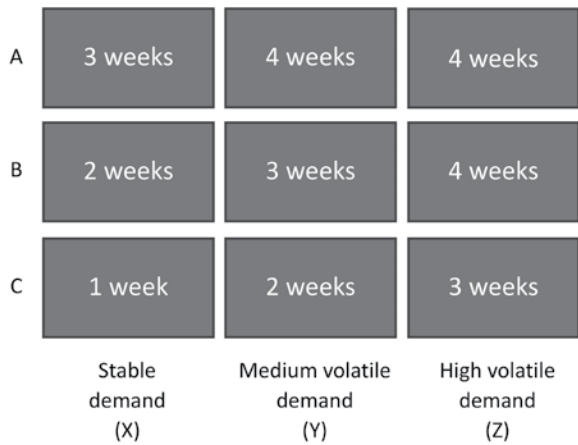 A 3 weeks 4 weeks 4 weeks
B 2 weeks 3 weeks 4 weeks
C 1 week 2 weeks 3 weeks
Stable Medium volatile High volatile
demand demand demand
(X) (Y) (Z)